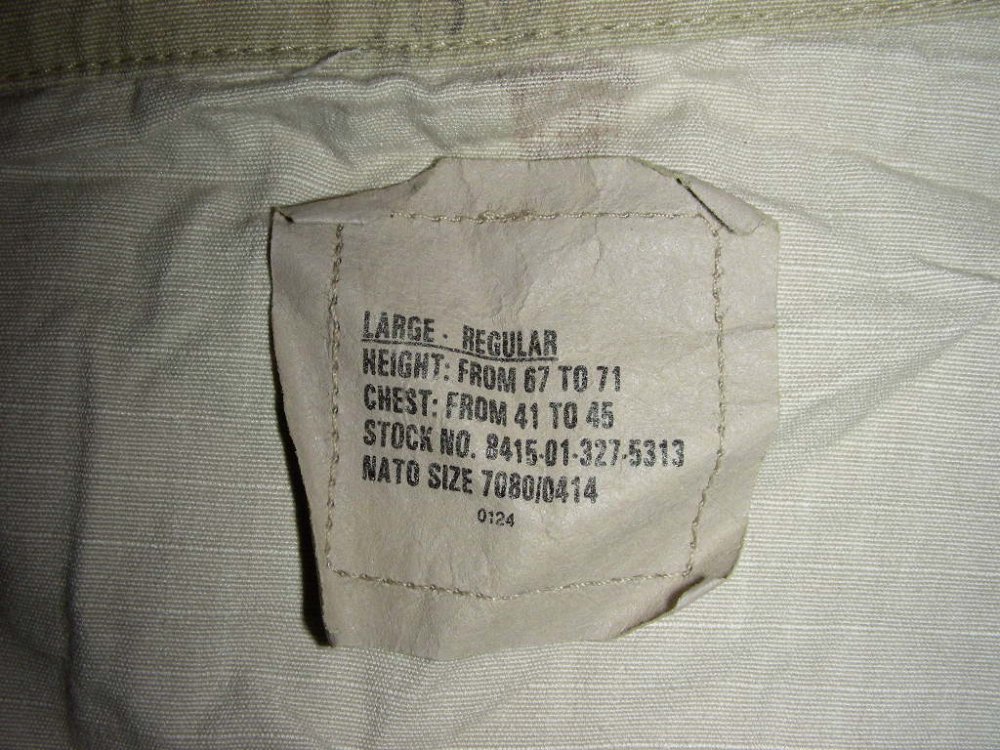 LARGE - REGULAR
HEIGHT: FROM 67 TO 71
CHEST: FROM 41 TO 45
STOCK NO. 8415-01-327-5313
NATO SIZE 7080/0414
0124